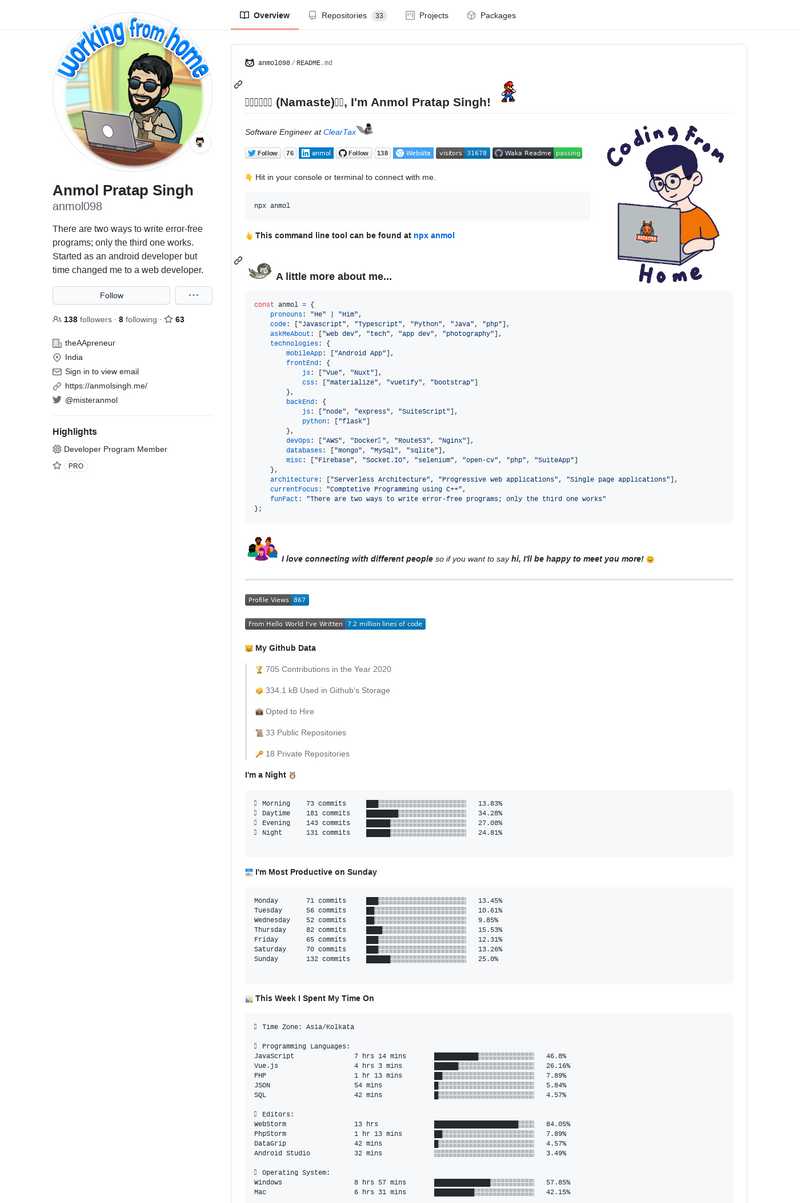 Overview
Repositories 33
Projects
Packages
working from home
Anmol Pratap Singh
anmol098
There are two ways to write error-free
programs; only the third one works.
Started as an android developer but
time changed me to a web developer.
Follow
···
138 followers · 8 following · 63
theAApreneur
India
Sign in to view email
https://anmolsingh.me/
@misteranmol
Highlights
Developer Program Member
PRO
anmol098/README.md
(Namaste), I'm Anmol Pratap Singh!
Software Engineer at ClearTax
Follow 76 anmol Follow 138 Website visitors 31678 Waka Readme passing
Coding From
Home
👇 Hit in your console or terminal to connect with me.
npx anmol
👆 This command line tool can be found at npx anmol
A little more about me...
const anmol = {
pronouns: "He" | "Him",
code: ["Javascript", "Typescript", "Python", "Java", "php"],
askMeAbout: ["web dev", "tech", "app dev", "photography"],
technologies: {
mobileApp: ["Android App"],
frontEnd: {
js: ["Vue", "Nuxt"],
css: ["materialize", "vuetify", "bootstrap"]
},
backEnd: {
js: ["node", "express", "SuiteScript"],
python: ["flask"]
},
devOps: ["AWS", "Docker", "Route53", "Nginx"],
databases: ["mongo", "MySql", "sqlite"],
misc: ["Firebase", "Socket.IO", "selenium", "open-cv", "php", "SuiteApp"]
},
architecture: ["Serverless Architecture", "Progressive web applications", "Single page applications"],
currentFocus: "Comptetive Programming using C++",
funFact: "There are two ways to write error-free programs; only the third one works"
};
I love connecting with different people so if you want to say hi, I'll be happy to meet you more! 😊
Profile Views 867
From Hello World I've Written 7.2 million lines of code
🐱 My Github Data
🏆 705 Contributions in the Year 2020
📦 334.1 kB Used in Github's Storage
💼 Opted to Hire
📜 33 Public Repositories
🔑 18 Private Repositories
I'm a Night 🦉
Morning 73 commits 13.83%
Daytime 181 commits 34.28%
Evening 143 commits 27.08%
Night 131 commits 24.81%
📅 I'm Most Productive on Sunday
Monday 71 commits 13.45%
Tuesday 56 commits 10.61%
Wednesday 52 commits 9.85%
Thursday 82 commits 15.53%
Friday 65 commits 12.31%
Saturday 70 commits 13.26%
Sunday 132 commits 25.0%
📊 This Week I Spent My Time On
Time Zone: Asia/Kolkata
Programming Languages:
JavaScript 7 hrs 14 mins 46.8%
Vue.js 4 hrs 3 mins 26.16%
PHP 1 hr 13 mins 7.89%
JSON 54 mins 5.84%
SQL 42 mins 4.57%
Editors:
WebStorm 13 hrs 84.05%
PhpStorm 1 hr 13 mins 7.89%
DataGrip 42 mins 4.57%
Android Studio 32 mins 3.49%
Operating System:
Windows 8 hrs 57 mins 57.85%
Mac 6 hrs 31 mins 42.15%